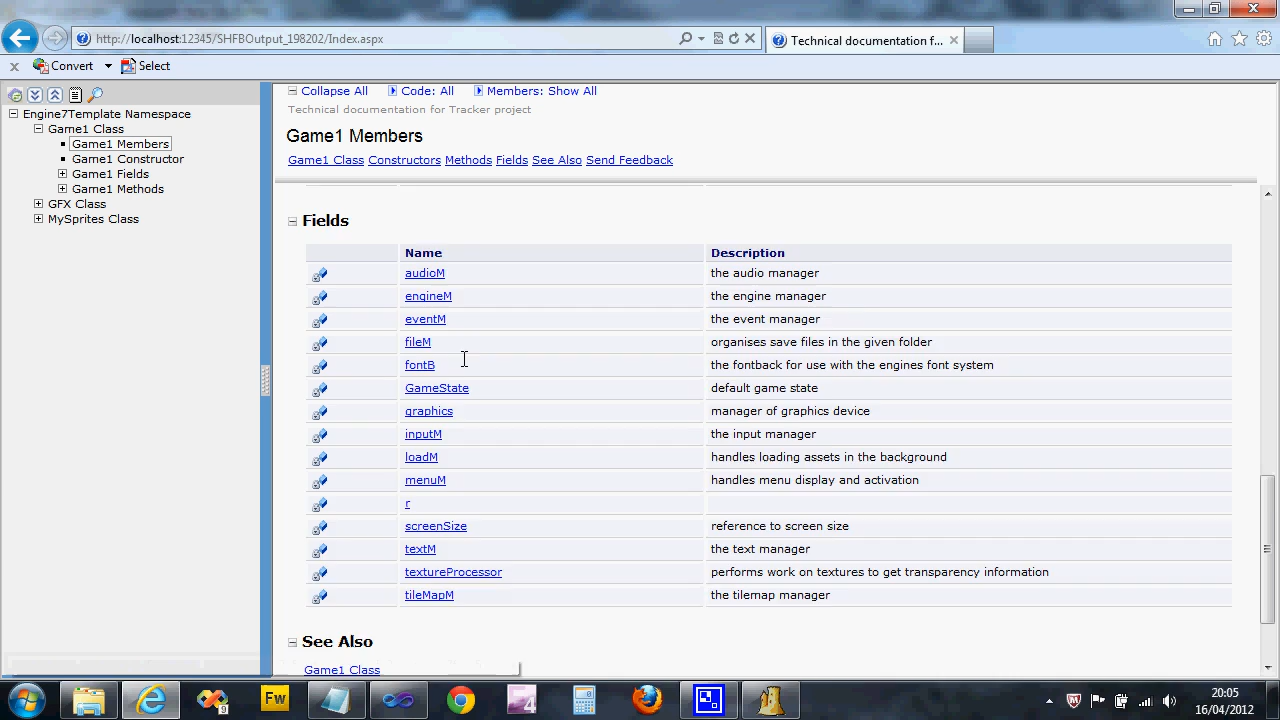 http://localhost:12345/SHFBOutput_198202/Index.aspx
Technical documentation f...
Convert
Select
Engine7Template Namespace
Game1 Class
Game1 Members
Game1 Constructor
Game1 Fields
Game1 Methods
GFX Class
MySprites Class
Collapse All Code: All Members: Show All
Technical documentation for Tracker project
Game1 Members
Game1 Class Constructors Methods Fields See Also Send Feedback
Fields
Name Description
audioM the audio manager
engineM the engine manager
eventM the event manager
fileM organises save files in the given folder
fontB the fontback for use with the engines font system
GameState default game state
graphics manager of graphics device
inputM the input manager
loadM handles loading assets in the background
menuM handles menu display and activation
r
screenSize reference to screen size
textM the text manager
textureProcessor performs work on textures to get transparency information
tileMapM the tilemap manager
See Also
Game1 Class
Fw
4
20:05
16/04/2012